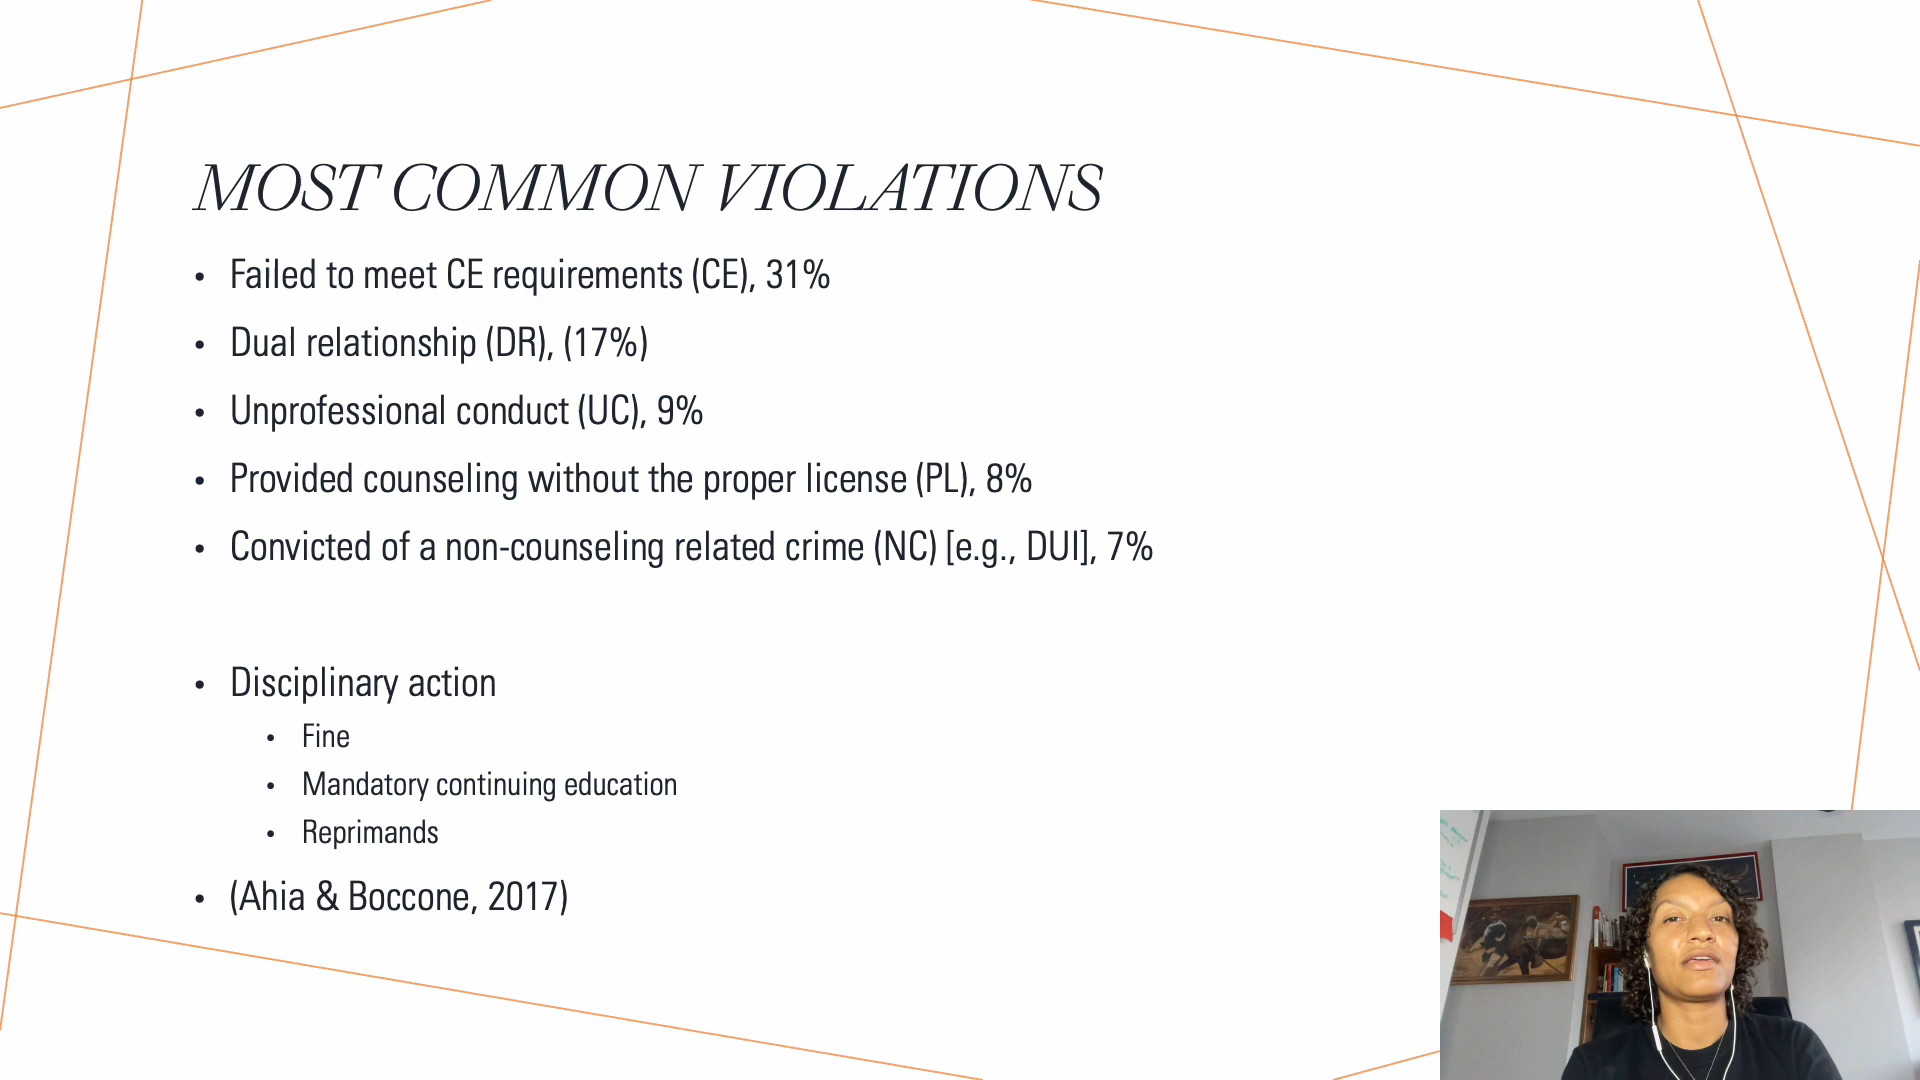 MOST COMMON VIOLATIONS
• Failed to meet CE requirements (CE), 31%
• Dual relationship (DR), (17%)
• Unprofessional conduct (UC), 9%
• Provided counseling without the proper license (PL), 8%
• Convicted of a non-counseling related crime (NC) [e.g., DUI], 7%
• Disciplinary action
• Fine
• Mandatory continuing education
• Reprimands
• (Ahia & Boccone, 2017)